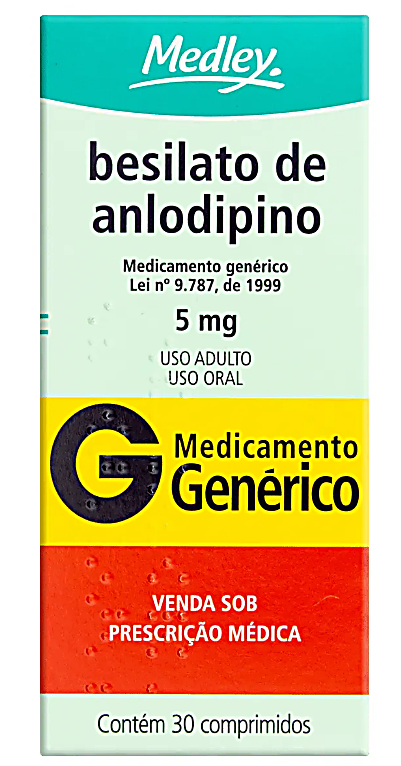 Medley.
besilato de
anlodipino
Medicamento genérico
Lei nº 9.787, de 1999
5 mg
USO ADULTO
USO ORAL
G Medicamento
Genérico
VENDA SOB
PRESCRIÇÃO MÉDICA
Contém 30 comprimidos